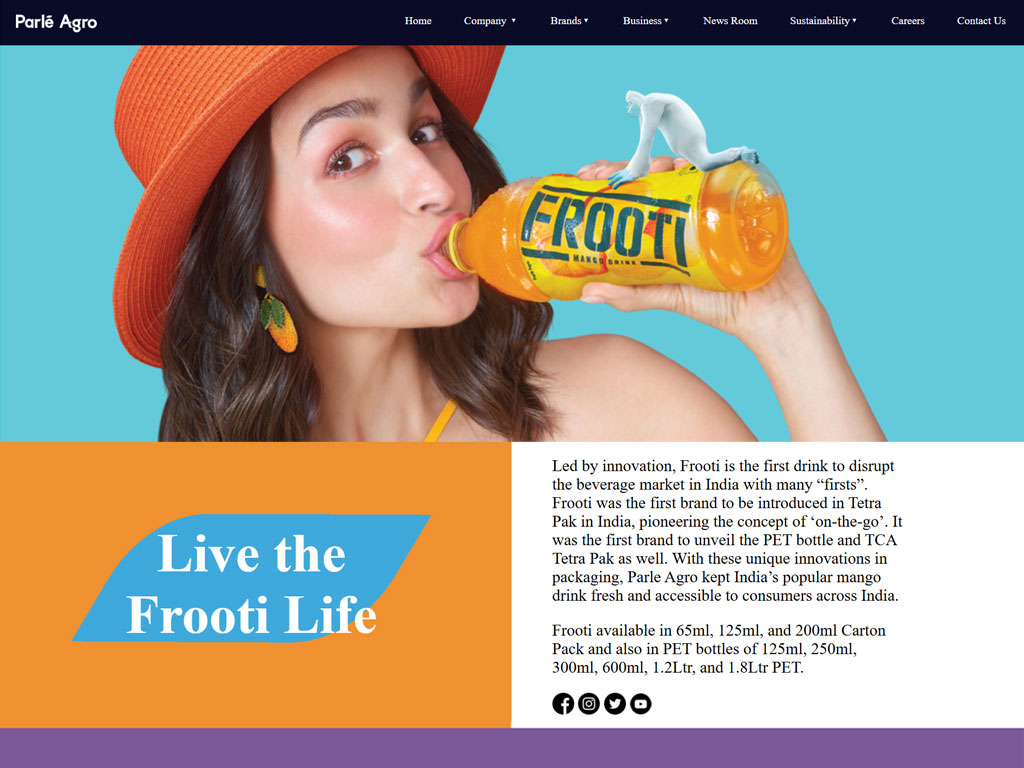 Parlé Agro
Home Company Brands Business News Room Sustainability Careers Contact Us
FROOTI
MANGO DRINK
Live the
Frooti Life
Led by innovation, Frooti is the first drink to disrupt
the beverage market in India with many “firsts”.
Frooti was the first brand to be introduced in Tetra
Pak in India, pioneering the concept of ‘on-the-go’. It
was the first brand to unveil the PET bottle and TCA
Tetra Pak as well. With these unique innovations in
packaging, Parle Agro kept India’s popular mango
drink fresh and accessible to consumers across India.
Frooti available in 65ml, 125ml, and 200ml Carton
Pack and also in PET bottles of 125ml, 250ml,
300ml, 600ml, 1.2Ltr, and 1.8Ltr PET.